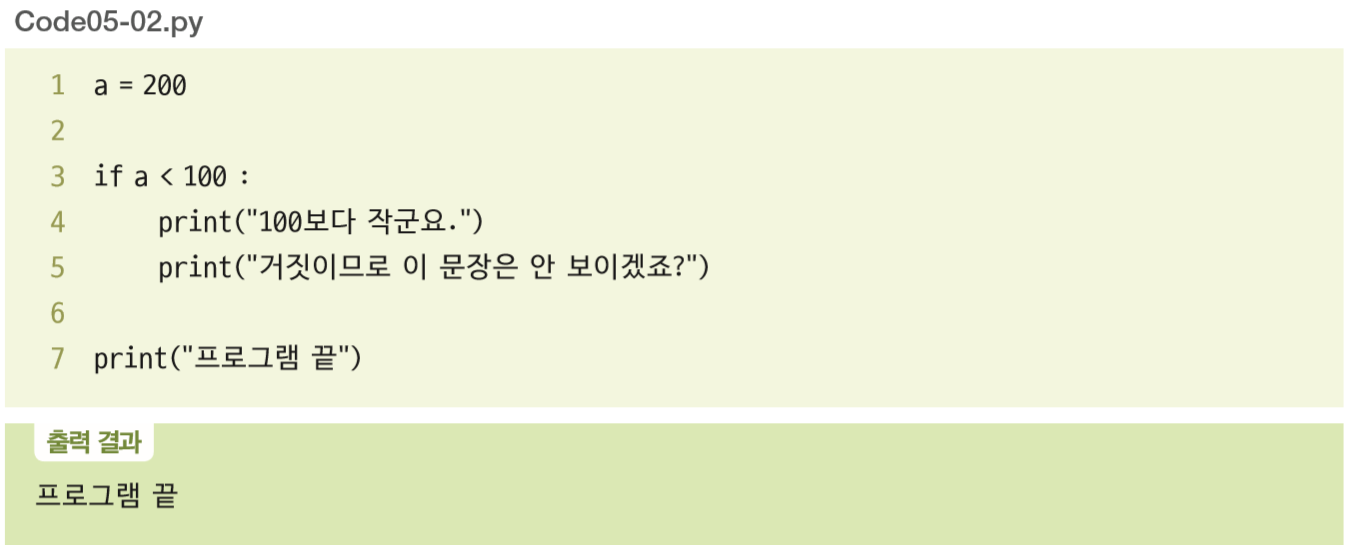 Code05-02.py
1 a = 200
2
3 if a < 100 :
4     print("100보다 작군요.")
5     print("거짓이므로 이 문장은 안 보이겠죠?")
6
7 print("프로그램 끝")
출력 결과
프로그램 끝